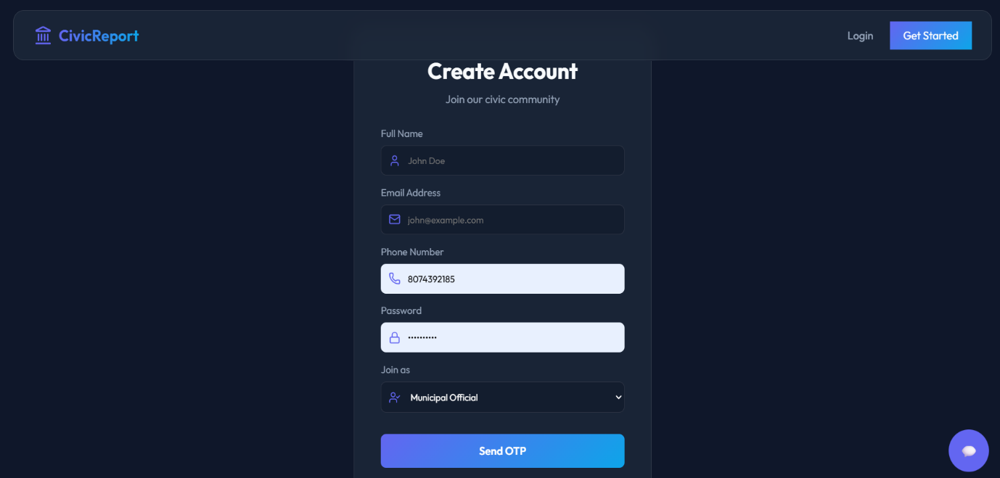 CivicReport
Login
Get Started
Create Account
Join our civic community
Full Name
John Doe
Email Address
john@example.com
Phone Number
8074392185
Password
••••••••••
Join as
Municipal Official
Send OTP